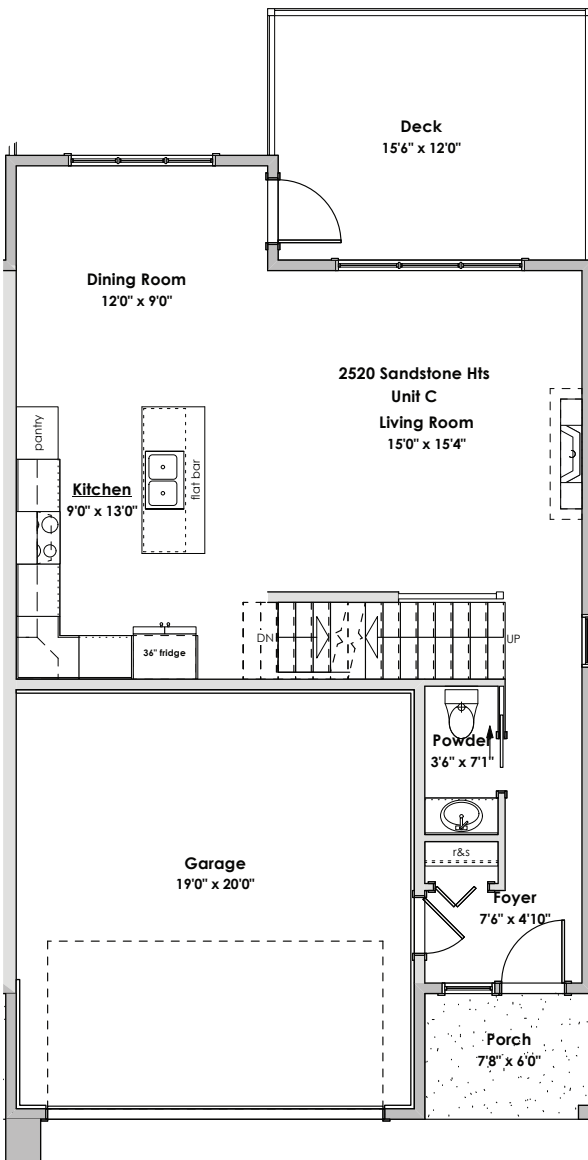 Deck
15'6" x 12'0"
Dining Room
12'0" x 9'0"
2520 Sandstone Hts
Unit C
Living Room
15'0" x 15'4"
pantry
Kitchen
9'0" x 13'0"
flat bar
36" fridge
DN
UP
Powder
3'6" x 7'1"
r&s
Garage
19'0" x 20'0"
Foyer
7'6" x 4'10"
Porch
7'8" x 6'0"